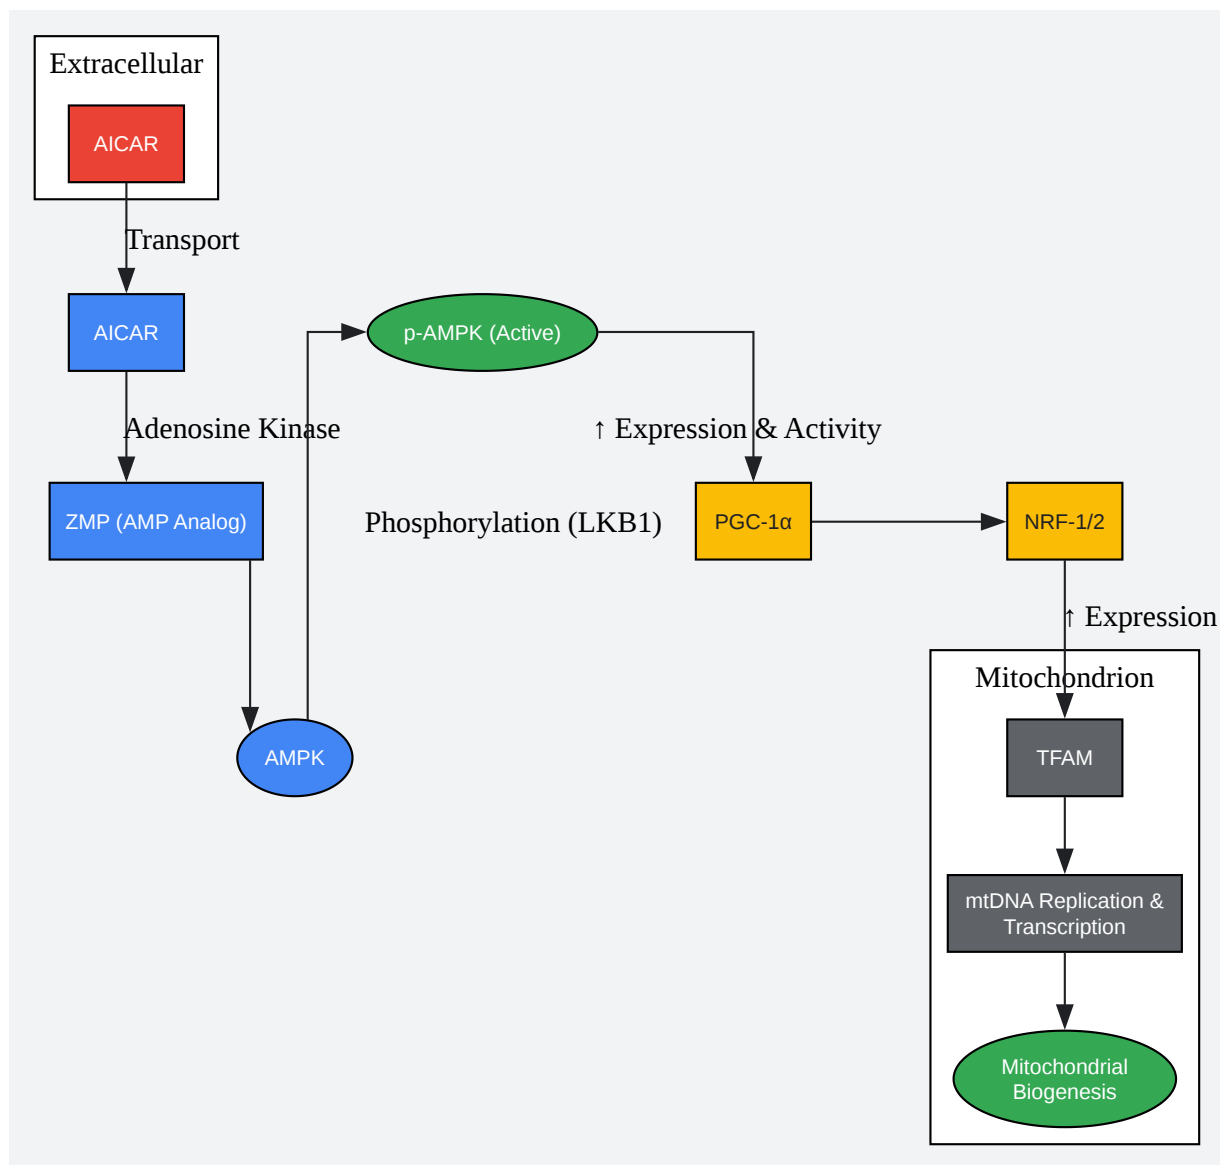 Extracellular
AICAR
Transport
AICAR
p-AMPK (Active)
Adenosine Kinase
↑ Expression & Activity
ZMP (AMP Analog)
Phosphorylation (LKB1)
PGC-1α
NRF-1/2
↑ Expression
Mitochondrion
TFAM
AMPK
mtDNA Replication &
Transcription
Mitochondrial
Biogenesis